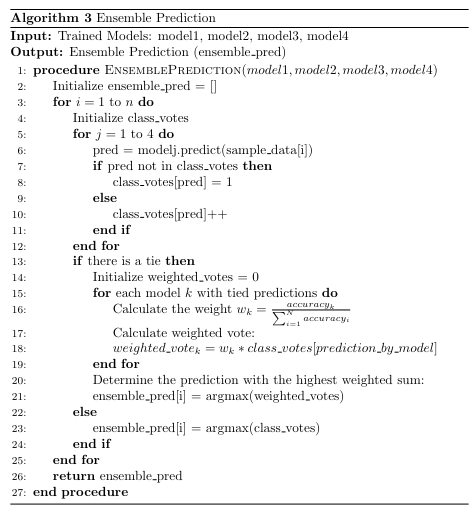 Algorithm 3 Ensemble Prediction
Input: Trained Models: model1, model2, model3, model4
Output: Ensemble Prediction (ensemble_pred)
1: procedure EnsemblePrediction(model1, model2, model3, model4)
2: Initialize ensemble_pred = []
3: for i = 1 to n do
4: Initialize class_votes
5: for j = 1 to 4 do
6: pred = modelj.predict(sample_data[i])
7: if pred not in class_votes then
8: class_votes[pred] = 1
9: else
10: class_votes[pred]++
11: end if
12: end for
13: if there is a tie then
14: Initialize weighted_votes = 0
15: for each model k with tied predictions do
16: Calculate the weight w_k = \frac{accuracy_k}{\sum_{i=1}^{N} accuracy_i}
17: Calculate weighted vote:
18: weighted_vote_k = w_k * class_votes[prediction_by_model]
19: end for
20: Determine the prediction with the highest weighted sum:
21: ensemble_pred[i] = argmax(weighted_votes)
22: else
23: ensemble_pred[i] = argmax(class_votes)
24: end if
25: end for
26: return ensemble_pred
27: end procedure